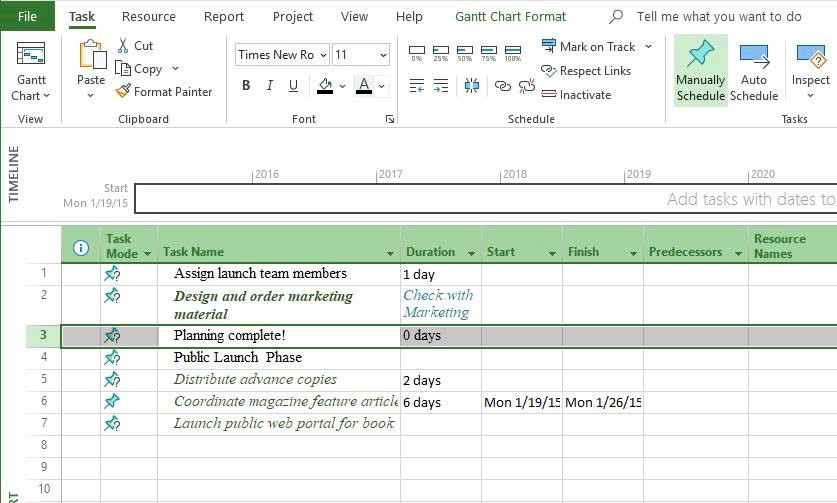 File Task Resource Report Project View Help Gantt Chart Format Tell me what you want to do
Gantt
Chart
View
Paste
Cut
Copy
Format Painter
Clipboard
Times New Ro 11
B I U A
Font
0% 25% 50% 75% 100%
Mark on Track
Respect Links
Inactivate
Schedule
Manually
Schedule
Auto
Schedule
Inspect
Tasks
TIMELINE
2016 2017 2018 2019 2020
Start
Mon 1/19/15
Add tasks with dates to
Task
Mode
Task Name
Duration
Start
Finish
Predecessors
Resource
Names
1 Assign launch team members 1 day
2 Design and order marketing
material
Check with
Marketing
3 Planning complete! 0 days
4 Public Launch Phase
5 Distribute advance copies 2 days
6 Coordinate magazine feature article 6 days Mon 1/19/15 Mon 1/26/15
7 Launch public web portal for book
8
9
10
RT